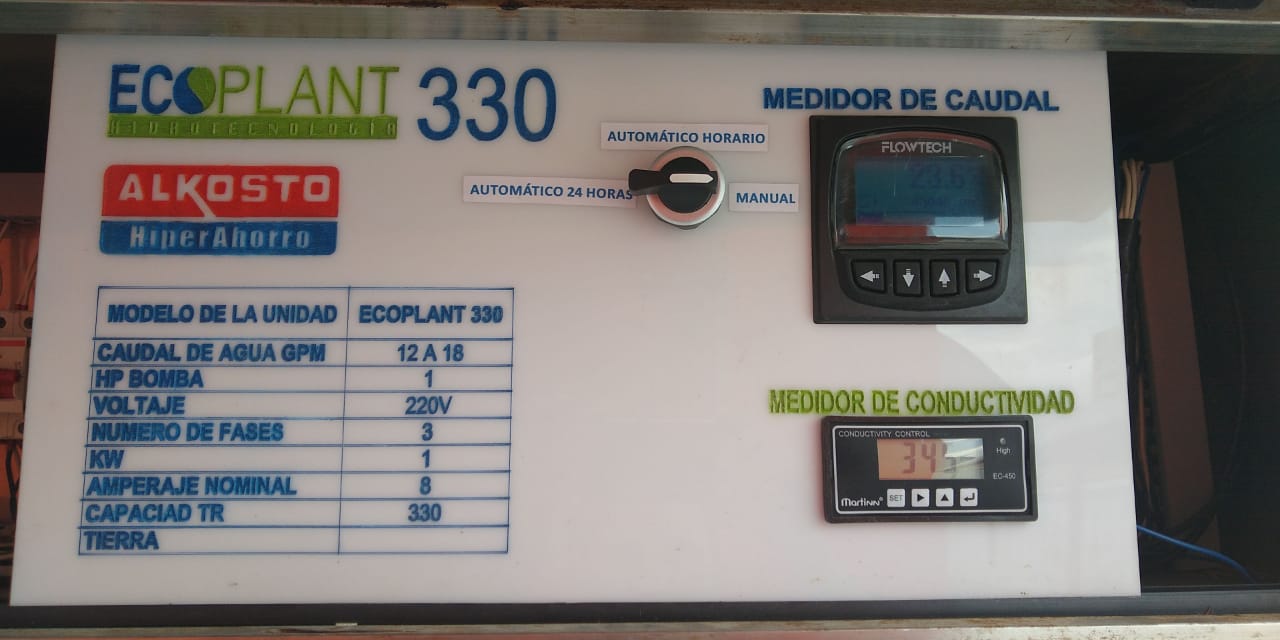 ECOPLANT 330
HIDROTECNOLOGÍA
ALKOSTO
HiperAhorro
AUTOMÁTICO HORARIO
AUTOMÁTICO 24 HORAS
MANUAL
MEDIDOR DE CAUDAL
FLOWTECH
MODELO DE LA UNIDAD ECOPLANT 330
CAUDAL DE AGUA GPM 12 A 18
HP BOMBA 1
VOLTAJE 220V
NUMERO DE FASES 3
KW 1
AMPERAJE NOMINAL 8
CAPACIAD TR 330
TIERRA
MEDIDOR DE CONDUCTIVIDAD
CONDUCTIVITY CONTROL
High
EC-450
Martinn®
SET